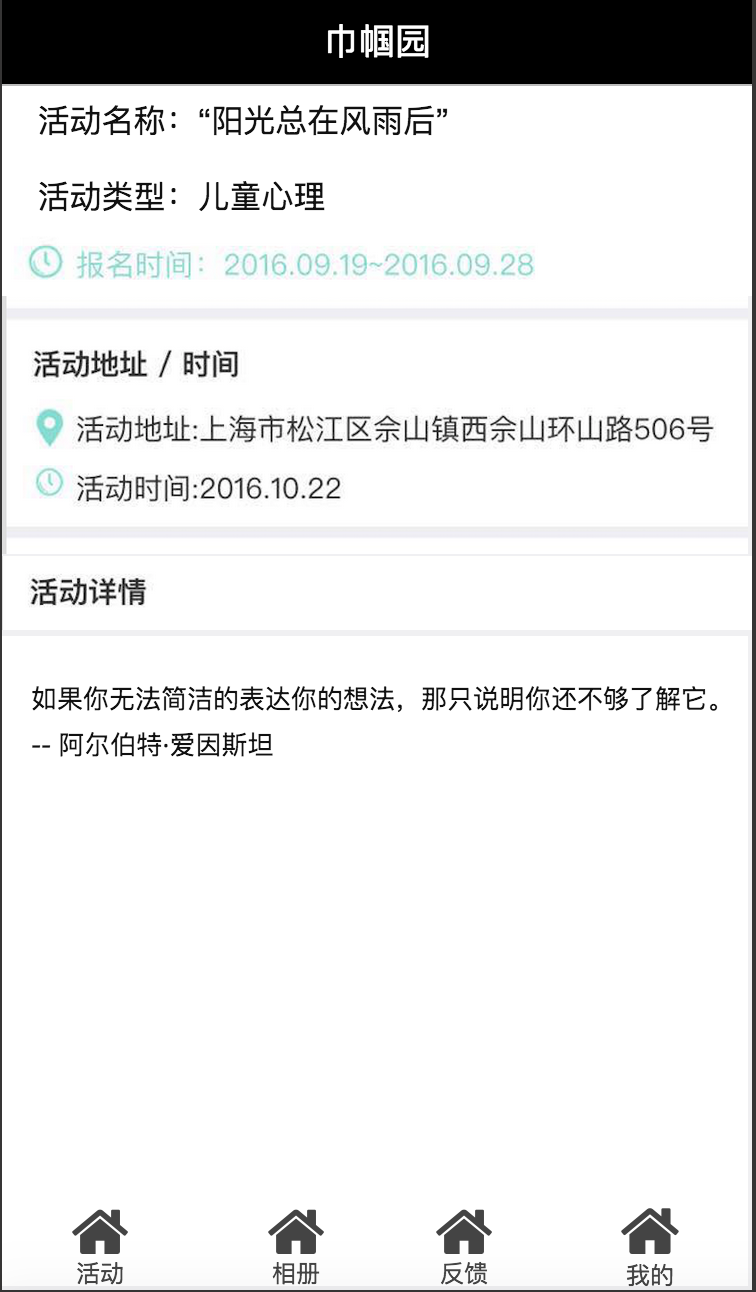 巾帼园
活动名称：“阳光总在风雨后”
活动类型：儿童心理
报名时间：2016.09.19~2016.09.28
活动地址 / 时间
活动地址:上海市松江区佘山镇西佘山环山路506号
活动时间:2016.10.22
活动详情
如果你无法简洁的表达你的想法，那只说明你还不够了解它。
-- 阿尔伯特·爱因斯坦
活动 相册 反馈 我的